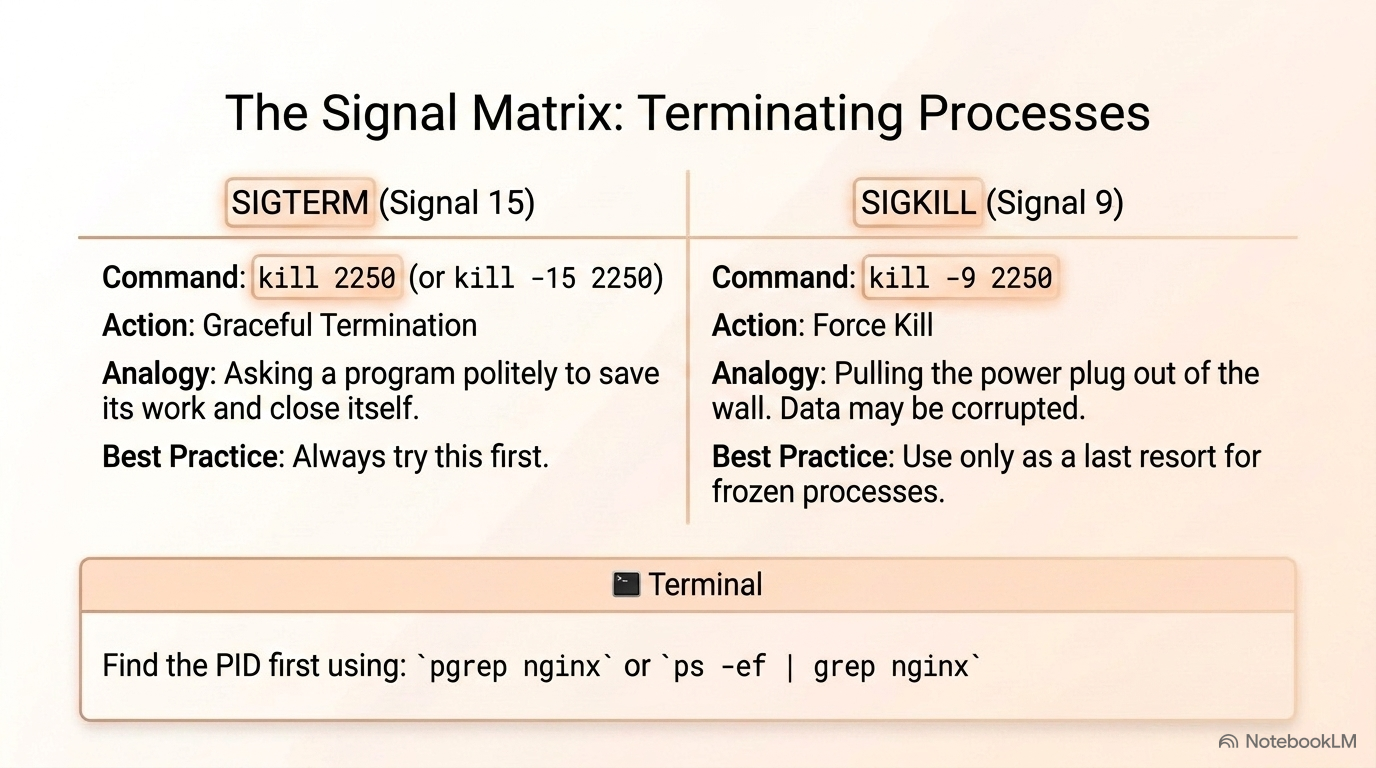 The Signal Matrix: Terminating Processes
SIGTERM (Signal 15)
Command: kill 2250 (or kill -15 2250)
Action: Graceful Termination
Analogy: Asking a program politely to save
its work and close itself.
Best Practice: Always try this first.
SIGKILL (Signal 9)
Command: kill -9 2250
Action: Force Kill
Analogy: Pulling the power plug out of the
wall. Data may be corrupted.
Best Practice: Use only as a last resort for
frozen processes.
>_ Terminal
Find the PID first using: `pgrep nginx` or `ps -ef | grep nginx`
NotebookLM